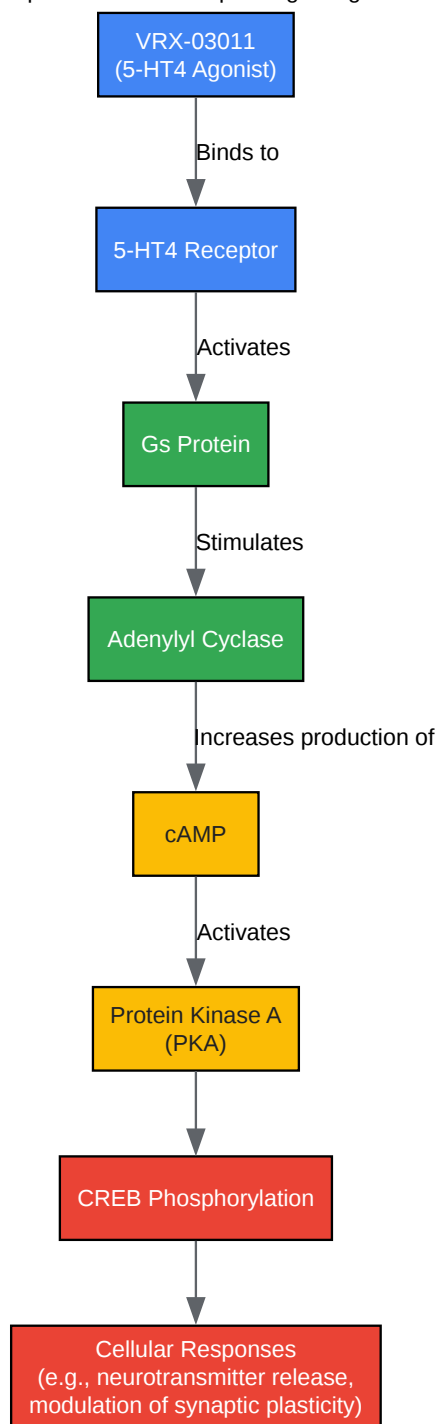 VRX-03011
(5-HT4 Agonist)
Binds to
5-HT4 Receptor
Activates
Gs Protein
Stimulates
Adenylyl Cyclase
Increases production of
cAMP
Activates
Protein Kinase A
(PKA)
CREB Phosphorylation
Cellular Responses
(e.g., neurotransmitter release,
modulation of synaptic plasticity)